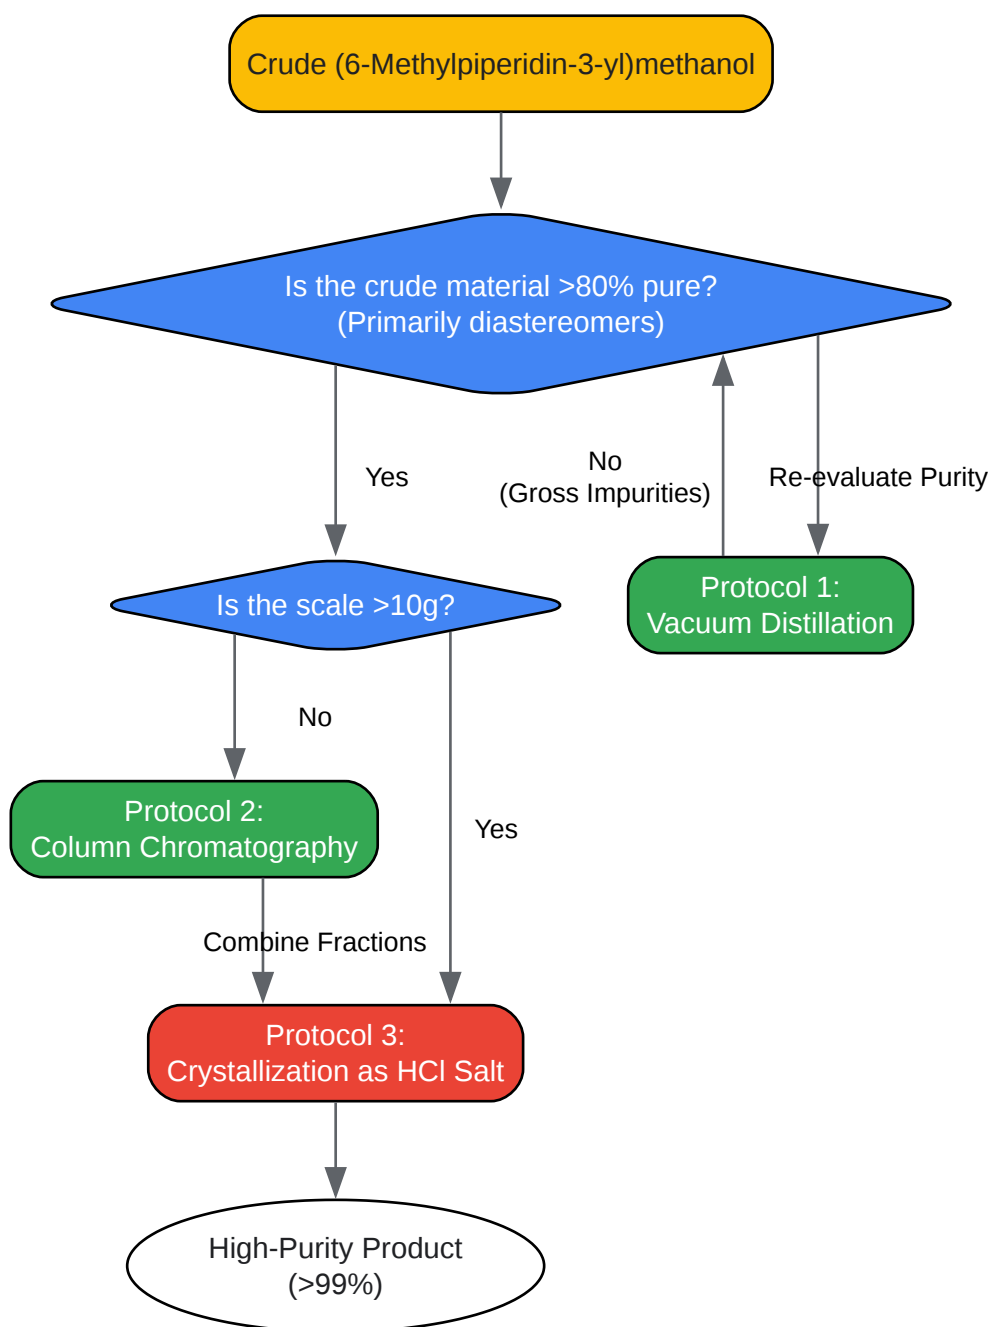 Crude (6-Methylpiperidin-3-yl)methanol
Is the crude material >80% pure?
(Primarily diastereomers)
Yes
No
(Gross Impurities)
Re-evaluate Purity
Is the scale >10g?
Protocol 1:
Vacuum Distillation
No
Protocol 2:
Column Chromatography
Yes
Combine Fractions
Protocol 3:
Crystallization as HCl Salt
High-Purity Product
(>99%)